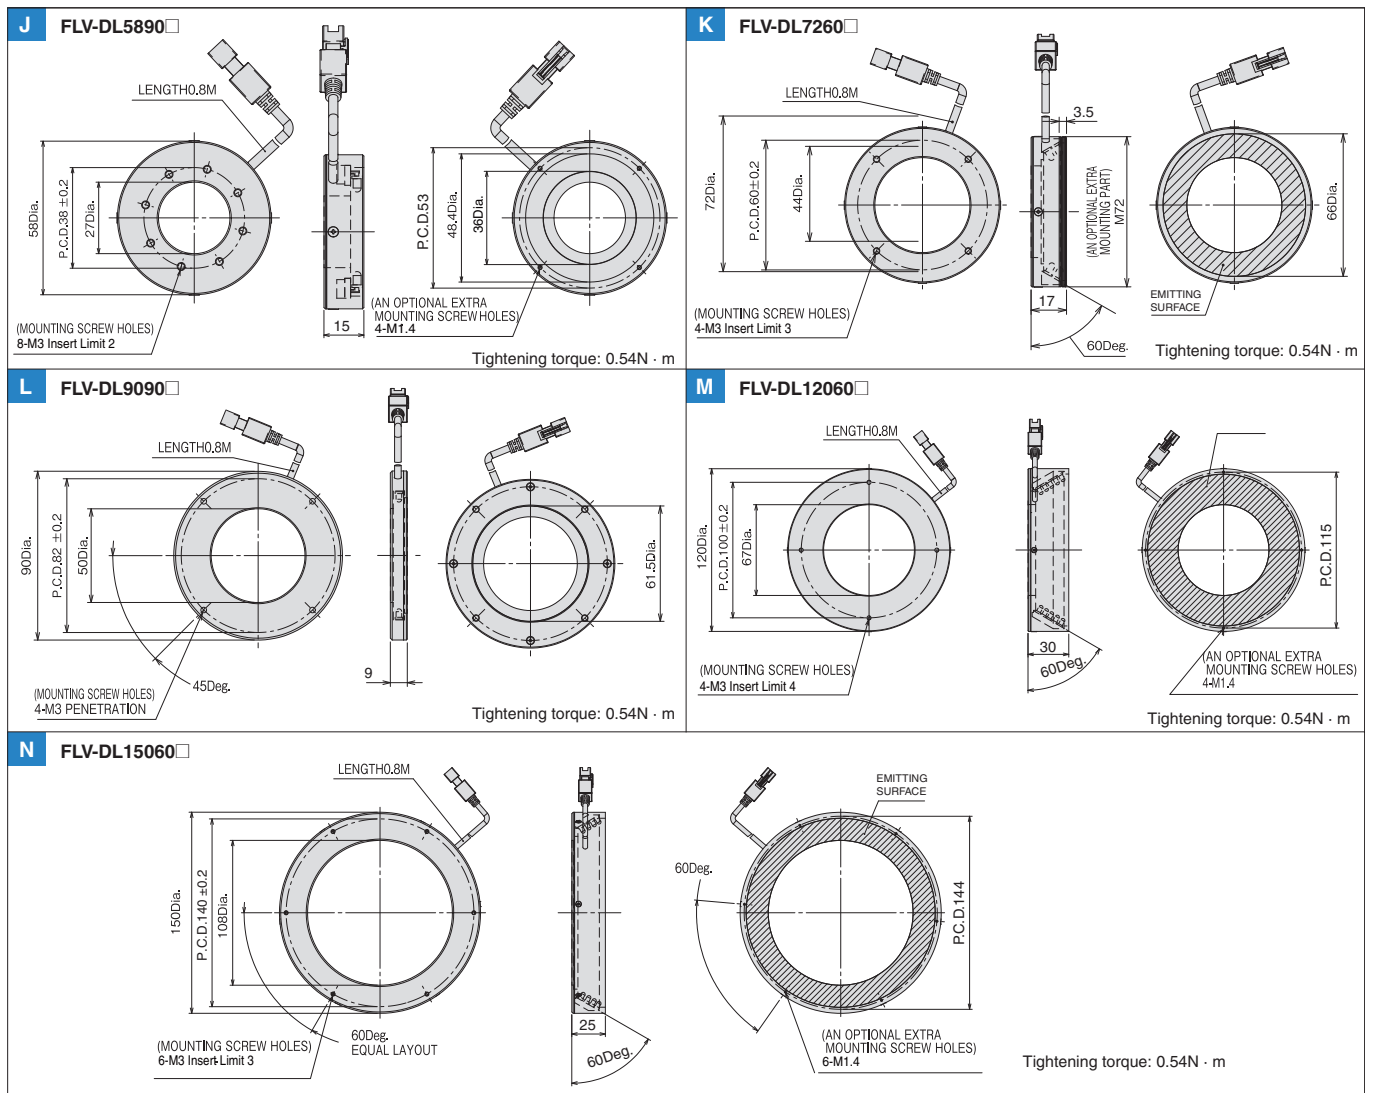 J FLV-DL5890□
LENGTH0.8M
58Dia.
P.C.D.38 ±0.2
27Dia.
(MOUNTING SCREW HOLES)
8-M3 Insert Limit 2
15
P.C.D.53
48.4Dia.
36Dia.
(AN OPTIONAL EXTRA
MOUNTING SCREW HOLES)
4-M1.4
Tightening torque: 0.54N · m
K FLV-DL7260□
LENGTH0.8M
72Dia.
P.C.D.60±0.2
44Dia.
(MOUNTING SCREW HOLES)
4-M3 Insert Limit 3
3.5
(AN OPTIONAL EXTRA
MOUNTING PART)
M72
17
60Deg.
66Dia.
EMITTING
SURFACE
Tightening torque: 0.54N · m
L FLV-DL9090□
LENGTH0.8M
90Dia.
P.C.D.82 ±0.2
50Dia.
45Deg.
(MOUNTING SCREW HOLES)
4-M3 PENETRATION
9
61.5Dia.
Tightening torque: 0.54N · m
M FLV-DL12060□
LENGTH0.8M
120Dia.
P.C.D.100±0.2
67Dia.
(MOUNTING SCREW HOLES)
4-M3 Insert Limit 4
30
60Deg.
P.C.D.115
(AN OPTIONAL EXTRA
MOUNTING SCREW HOLES)
4-M1.4
Tightening torque: 0.54N · m
N FLV-DL15060□
LENGTH0.8M
150Dia.
P.C.D.140 ±0.2
108Dia.
(MOUNTING SCREW HOLES)
6-M3 Insert Limit 3
60Deg.
EQUAL LAYOUT
25
60Deg.
EMITTING
SURFACE
60Deg.
P.C.D.144
(AN OPTIONAL EXTRA
MOUNTING SCREW HOLES)
6-M1.4
Tightening torque: 0.54N · m